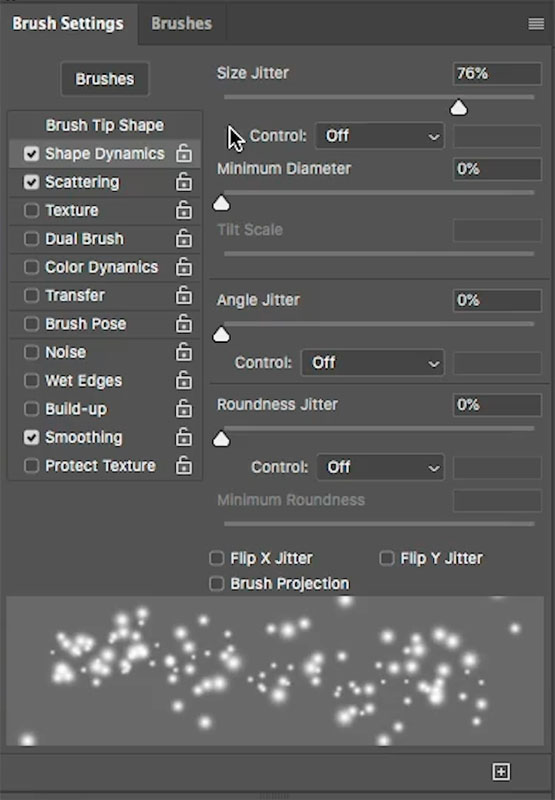 Brush Settings Brushes
Brushes
Brush Tip Shape
Shape Dynamics
Scattering
Texture
Dual Brush
Color Dynamics
Transfer
Brush Pose
Noise
Wet Edges
Build-up
Smoothing
Protect Texture
Size Jitter 76%
Control: Off
Minimum Diameter 0%
Tilt Scale
Angle Jitter 0%
Control: Off
Roundness Jitter 0%
Control: Off
Minimum Roundness
Flip X Jitter Flip Y Jitter
Brush Projection